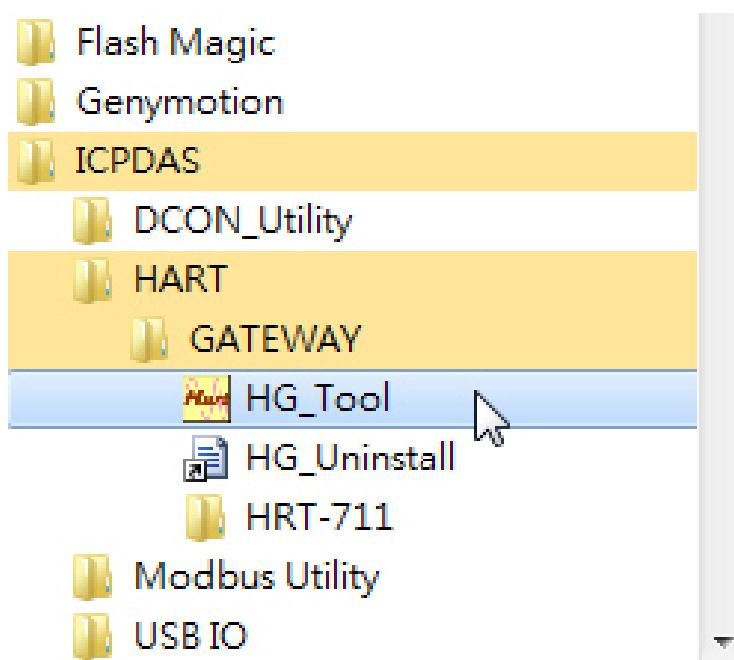 Flash Magic
Genymotion
ICPDAS
DCON_Utility
HART
GATEWAY
HG_Tool
HG_Uninstall
HRT-711
Modbus Utility
USB IO